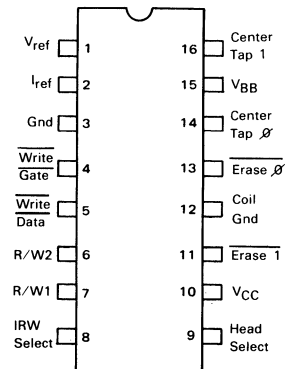 Vref 1
Iref 2
Gnd 3
Write
Gate 4
Write
Data 5
R/W2 6
R/W1 7
IRW
Select 8
Center
Tap 1 16
VBB 15
Center
Tap 0 14
Erase 0 13
Coil
Gnd 12
Erase 1 11
VCC 10
Head
Select 9